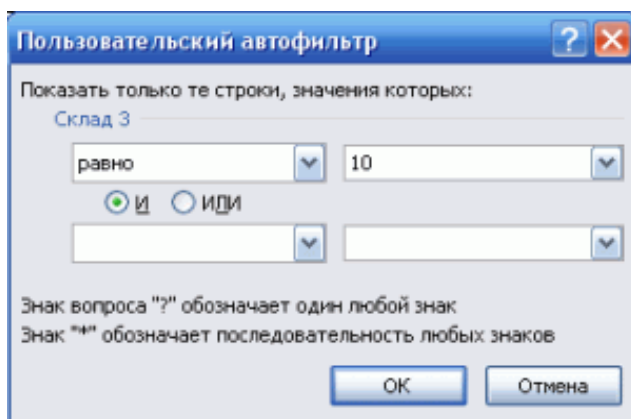 Пользовательский автофильтр
Показать только те строки, значения которых:
Склад 3
равно 10
И ИЛИ
Знак вопроса "?" обозначает один любой знак
Знак "*" обозначает последовательность любых знаков
ОК Отмена